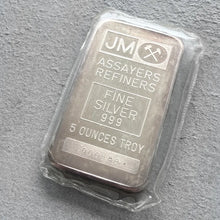 JM
ASSAYERS
REFINERS
FINE
SILVER
999
5 OUNCES TROY